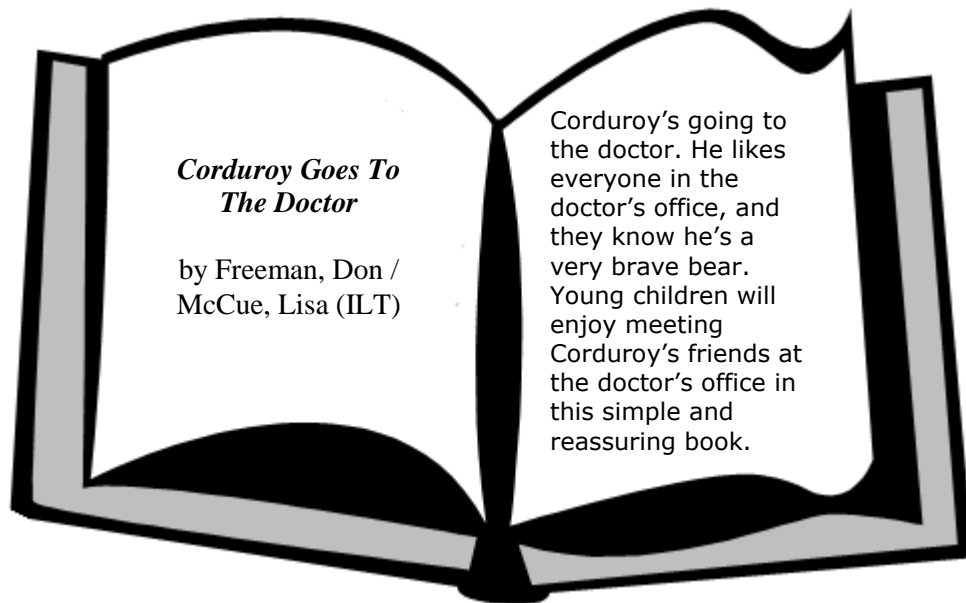 Corduroy Goes To
The Doctor
by Freeman, Don /
McCue, Lisa (ILT)
Corduroy’s going to
the doctor. He likes
everyone in the
doctor’s office, and
they know he’s a
very brave bear.
Young children will
enjoy meeting
Corduroy’s friends at
the doctor’s office in
this simple and
reassuring book.